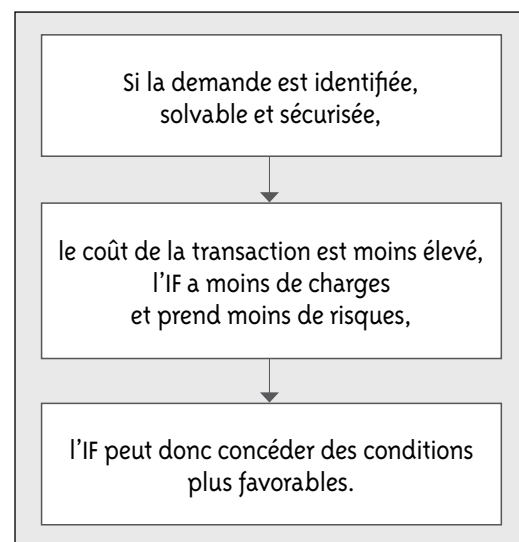 Si la demande est identifiée,
solvable et sécurisée,
le coût de la transaction est moins élevé,
l'IF a moins de charges
et prend moins de risques,
l'IF peut donc concéder des conditions
plus favorables.